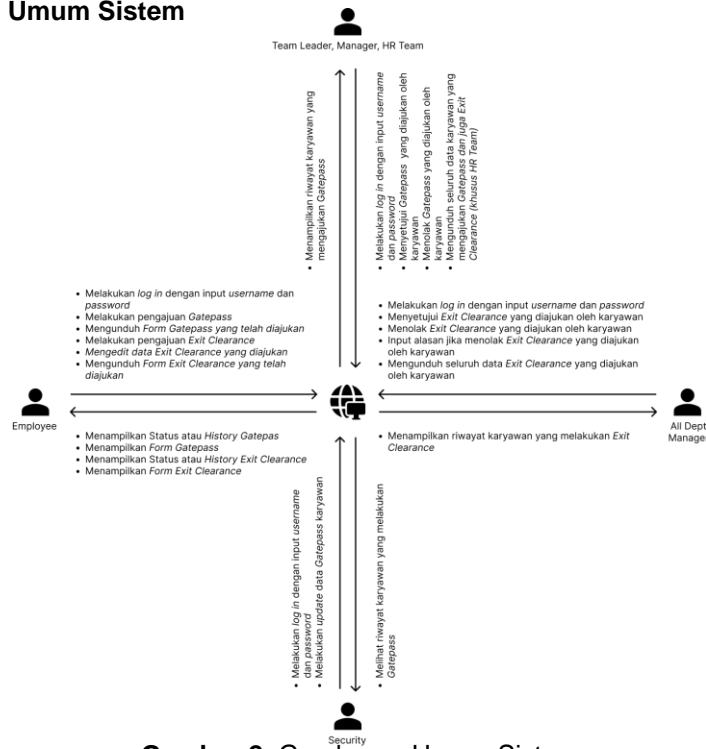 Umum Sistem
Team Leader, Manager, HR Team
• Menampilkan riwayat karyawan yang
mengajukan Gatepass
• Melakukan log in dengan input username
dan password
• Menyetujui Gatepass yang diajukan oleh
karyawan
• Menolak Gatepass yang diajukan oleh
karyawan
• Mengunduh seluruh data karyawan yang
mengajukan Gatepass dan juga Exit
Clearance (khusus HR Team)
• Melakukan log in dengan input username dan
password
• Melakukan pengajuan Gatepass
• Mengunduh Form Gatepass yang telah diajukan
• Melakukan pengajuan Exit Clearance
• Mengedit data Exit Clearance yang diajukan
• Mengunduh Form Exit Clearance yang telah
diajukan
• Melakukan log in dengan input username dan password
• Menyetujui Exit Clearance yang diajukan oleh karyawan
• Menolak Exit Clearance yang diajukan oleh karyawan
• Input alasan jika menolak Exit Clearance yang diajukan
oleh karyawan
• Mengunduh seluruh data Exit Clearance yang diajukan
oleh karyawan
Employee
All Dept
Manager
• Menampilkan Status atau History Gatepas
• Menampilkan Form Gatepass
• Menampilkan Status atau History Exit Clearance
• Menampilkan Form Exit Clearance
• Menampilkan riwayat karyawan yang melakukan Exit
Clearance
• Melakukan log in dengan input username
dan password
• Melakukan update data Gatepass karyawan
• Melihat riwayat karyawan yang melakukan
Gatepass
Security